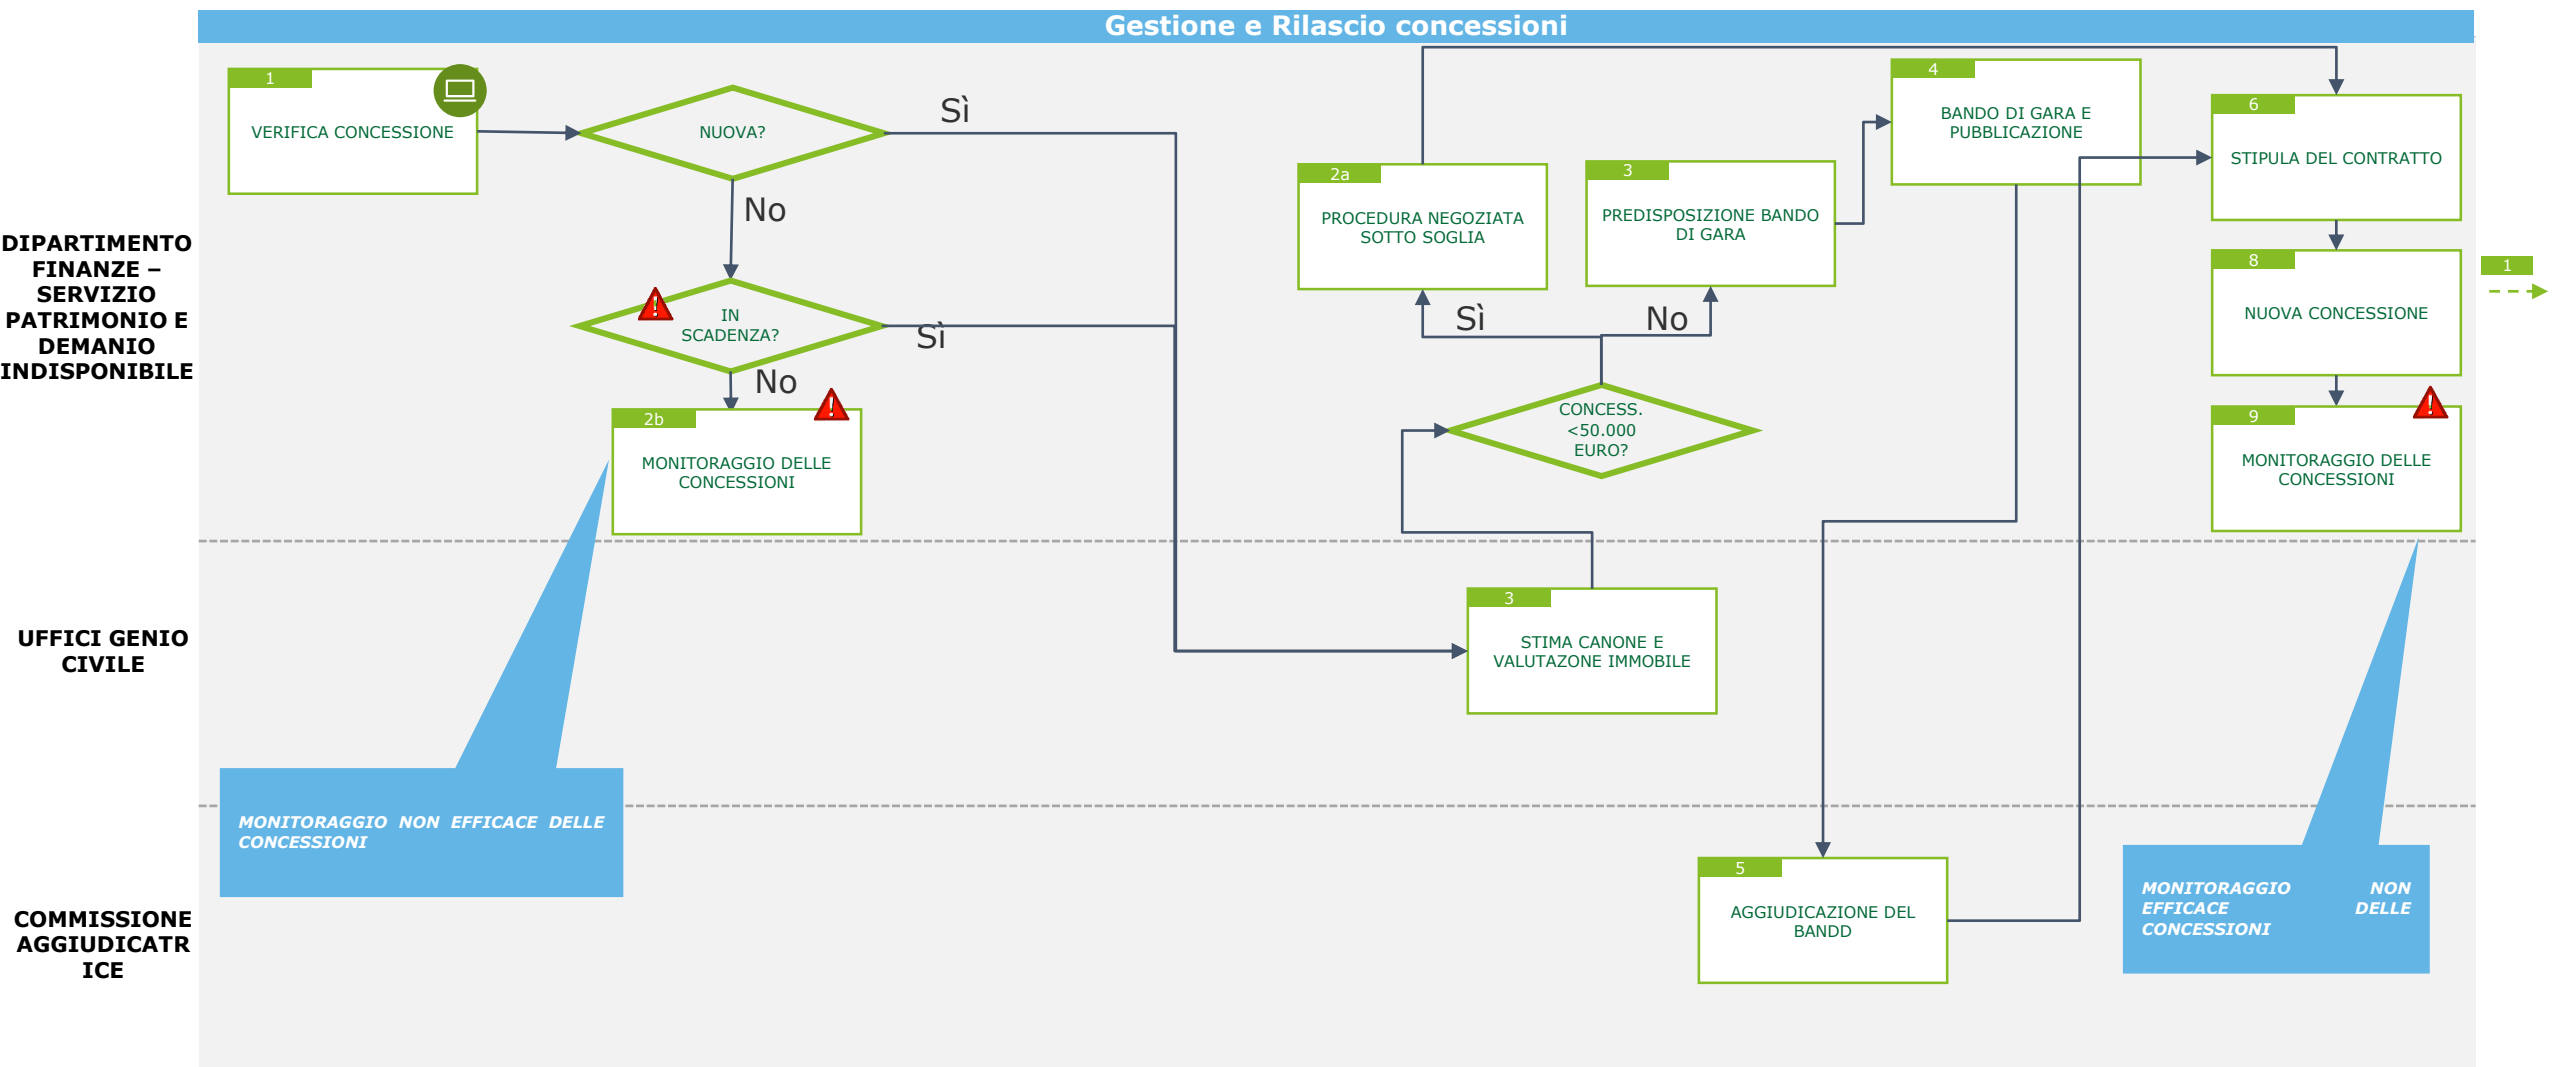 Gestione e Rilascio concessioni
DIPARTIMENTO
FINANZE –
SERVIZIO
PATRIMONIO E
DEMANIO
INDISPONIBILE
1
VERIFICA CONCESSIONE
NUOVA?
Sì
No
IN
SCADENZA?
Sì
No
2b
MONITORAGGIO DELLE
CONCESSIONI
2a
PROCEDURA NEGOZIATA
SOTTO SOGLIA
3
PREDISPOSIZIONE BANDO
DI GARA
Sì
No
CONCESS.
<50.000
EURO?
4
BANDO DI GARA E
PUBBLICAZIONE
6
STIPULA DEL CONTRATTO
8
NUOVA CONCESSIONE
9
MONITORAGGIO DELLE
CONCESSIONI
1
UFFICI GENIO
CIVILE
3
STIMA CANONE E
VALUTAZONE IMMOBILE
COMMISSIONE
AGGIUDICATR
ICE
MONITORAGGIO NON EFFICACE DELLE
CONCESSIONI
5
AGGIUDICAZIONE DEL
BANDD
MONITORAGGIO NON
EFFICACE DELLE
CONCESSIONI